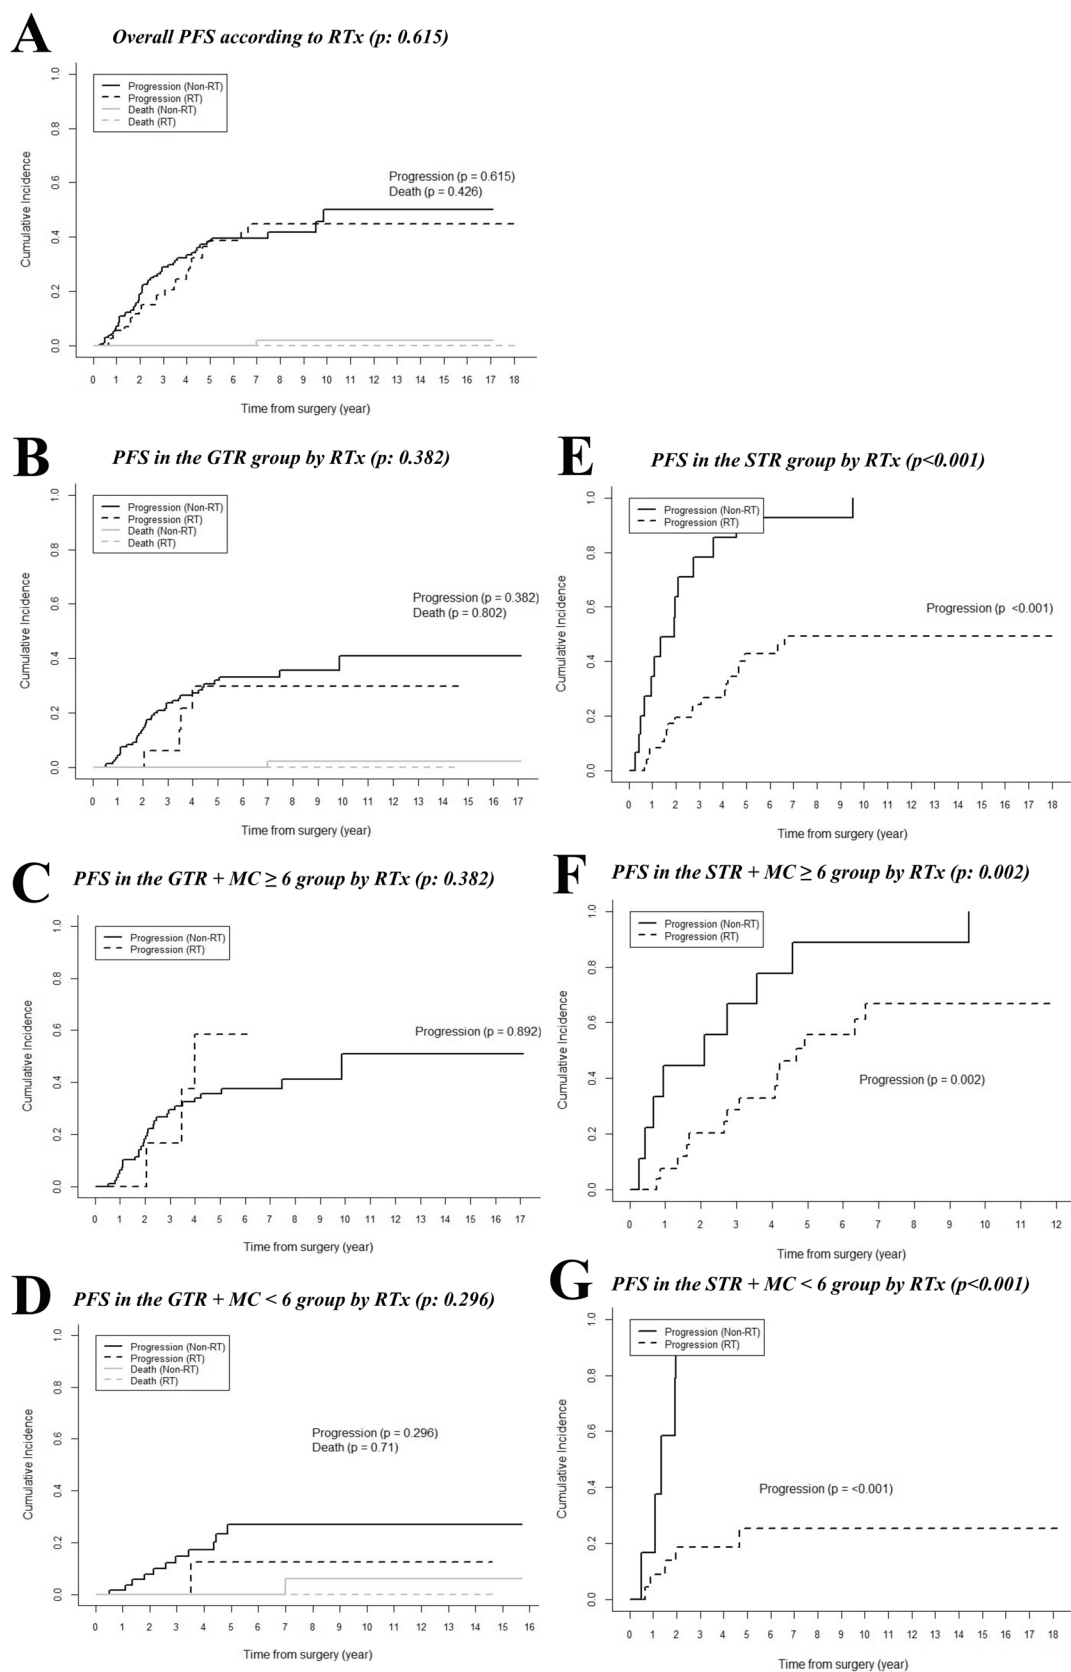 A
Overall PFS according to RTx (p: 0.615)
Progression (Non-RT)
Progression (RT)
Death (Non-RT)
Death (RT)
Progression (p = 0.615)
Death (p = 0.426)
Cumulative Incidence
0.0 0.2 0.4 0.6 0.8 1.0
0 1 2 3 4 5 6 7 8 9 10 11 12 13 14 15 16 17 18
Time from surgery (year)
B
PFS in the GTR group by RTx (p: 0.382)
Progression (Non-RT)
Progression (RT)
Death (Non-RT)
Death (RT)
Progression (p = 0.382)
Death (p = 0.802)
Cumulative Incidence
0.0 0.2 0.4 0.6 0.8 1.0
0 1 2 3 4 5 6 7 8 9 10 11 12 13 14 15 16 17
Time from surgery (year)
C
PFS in the GTR + MC ≥ 6 group by RTx (p: 0.382)
Progression (Non-RT)
Progression (RT)
Progression (p = 0.892)
Cumulative Incidence
0.0 0.2 0.4 0.6 0.8 1.0
0 1 2 3 4 5 6 7 8 9 10 11 12 13 14 15 16 17
Time from surgery (year)
D
PFS in the GTR + MC < 6 group by RTx (p: 0.296)
Progression (Non-RT)
Progression (RT)
Death (Non-RT)
Death (RT)
Progression (p = 0.296)
Death (p = 0.71)
Cumulative Incidence
0.0 0.2 0.4 0.6 0.8 1.0
0 1 2 3 4 5 6 7 8 9 10 11 12 13 14 15 16
Time from surgery (year)
E
PFS in the STR group by RTx (p<0.001)
Progression (Non-RT)
Progression (RT)
Progression (p <0.001)
Cumulative Incidence
0.0 0.2 0.4 0.6 0.8 1.0
0 1 2 3 4 5 6 7 8 9 10 11 12 13 14 15 16 17 18
Time from surgery (year)
F
PFS in the STR + MC ≥ 6 group by RTx (p: 0.002)
Progression (Non-RT)
Progression (RT)
Progression (p = 0.002)
Cumulative Incidence
0.0 0.2 0.4 0.6 0.8 1.0
0 1 2 3 4 5 6 7 8 9 10 11 12
Time from surgery (year)
G
PFS in the STR + MC < 6 group by RTx (p<0.001)
Progression (Non-RT)
Progression (RT)
Progression (p = <0.001)
Cumulative Incidence
0.0 0.2 0.4 0.6 0.8 1.0
0 1 2 3 4 5 6 7 8 9 10 11 12 13 14 15 16 17 18
Time from surgery (year)